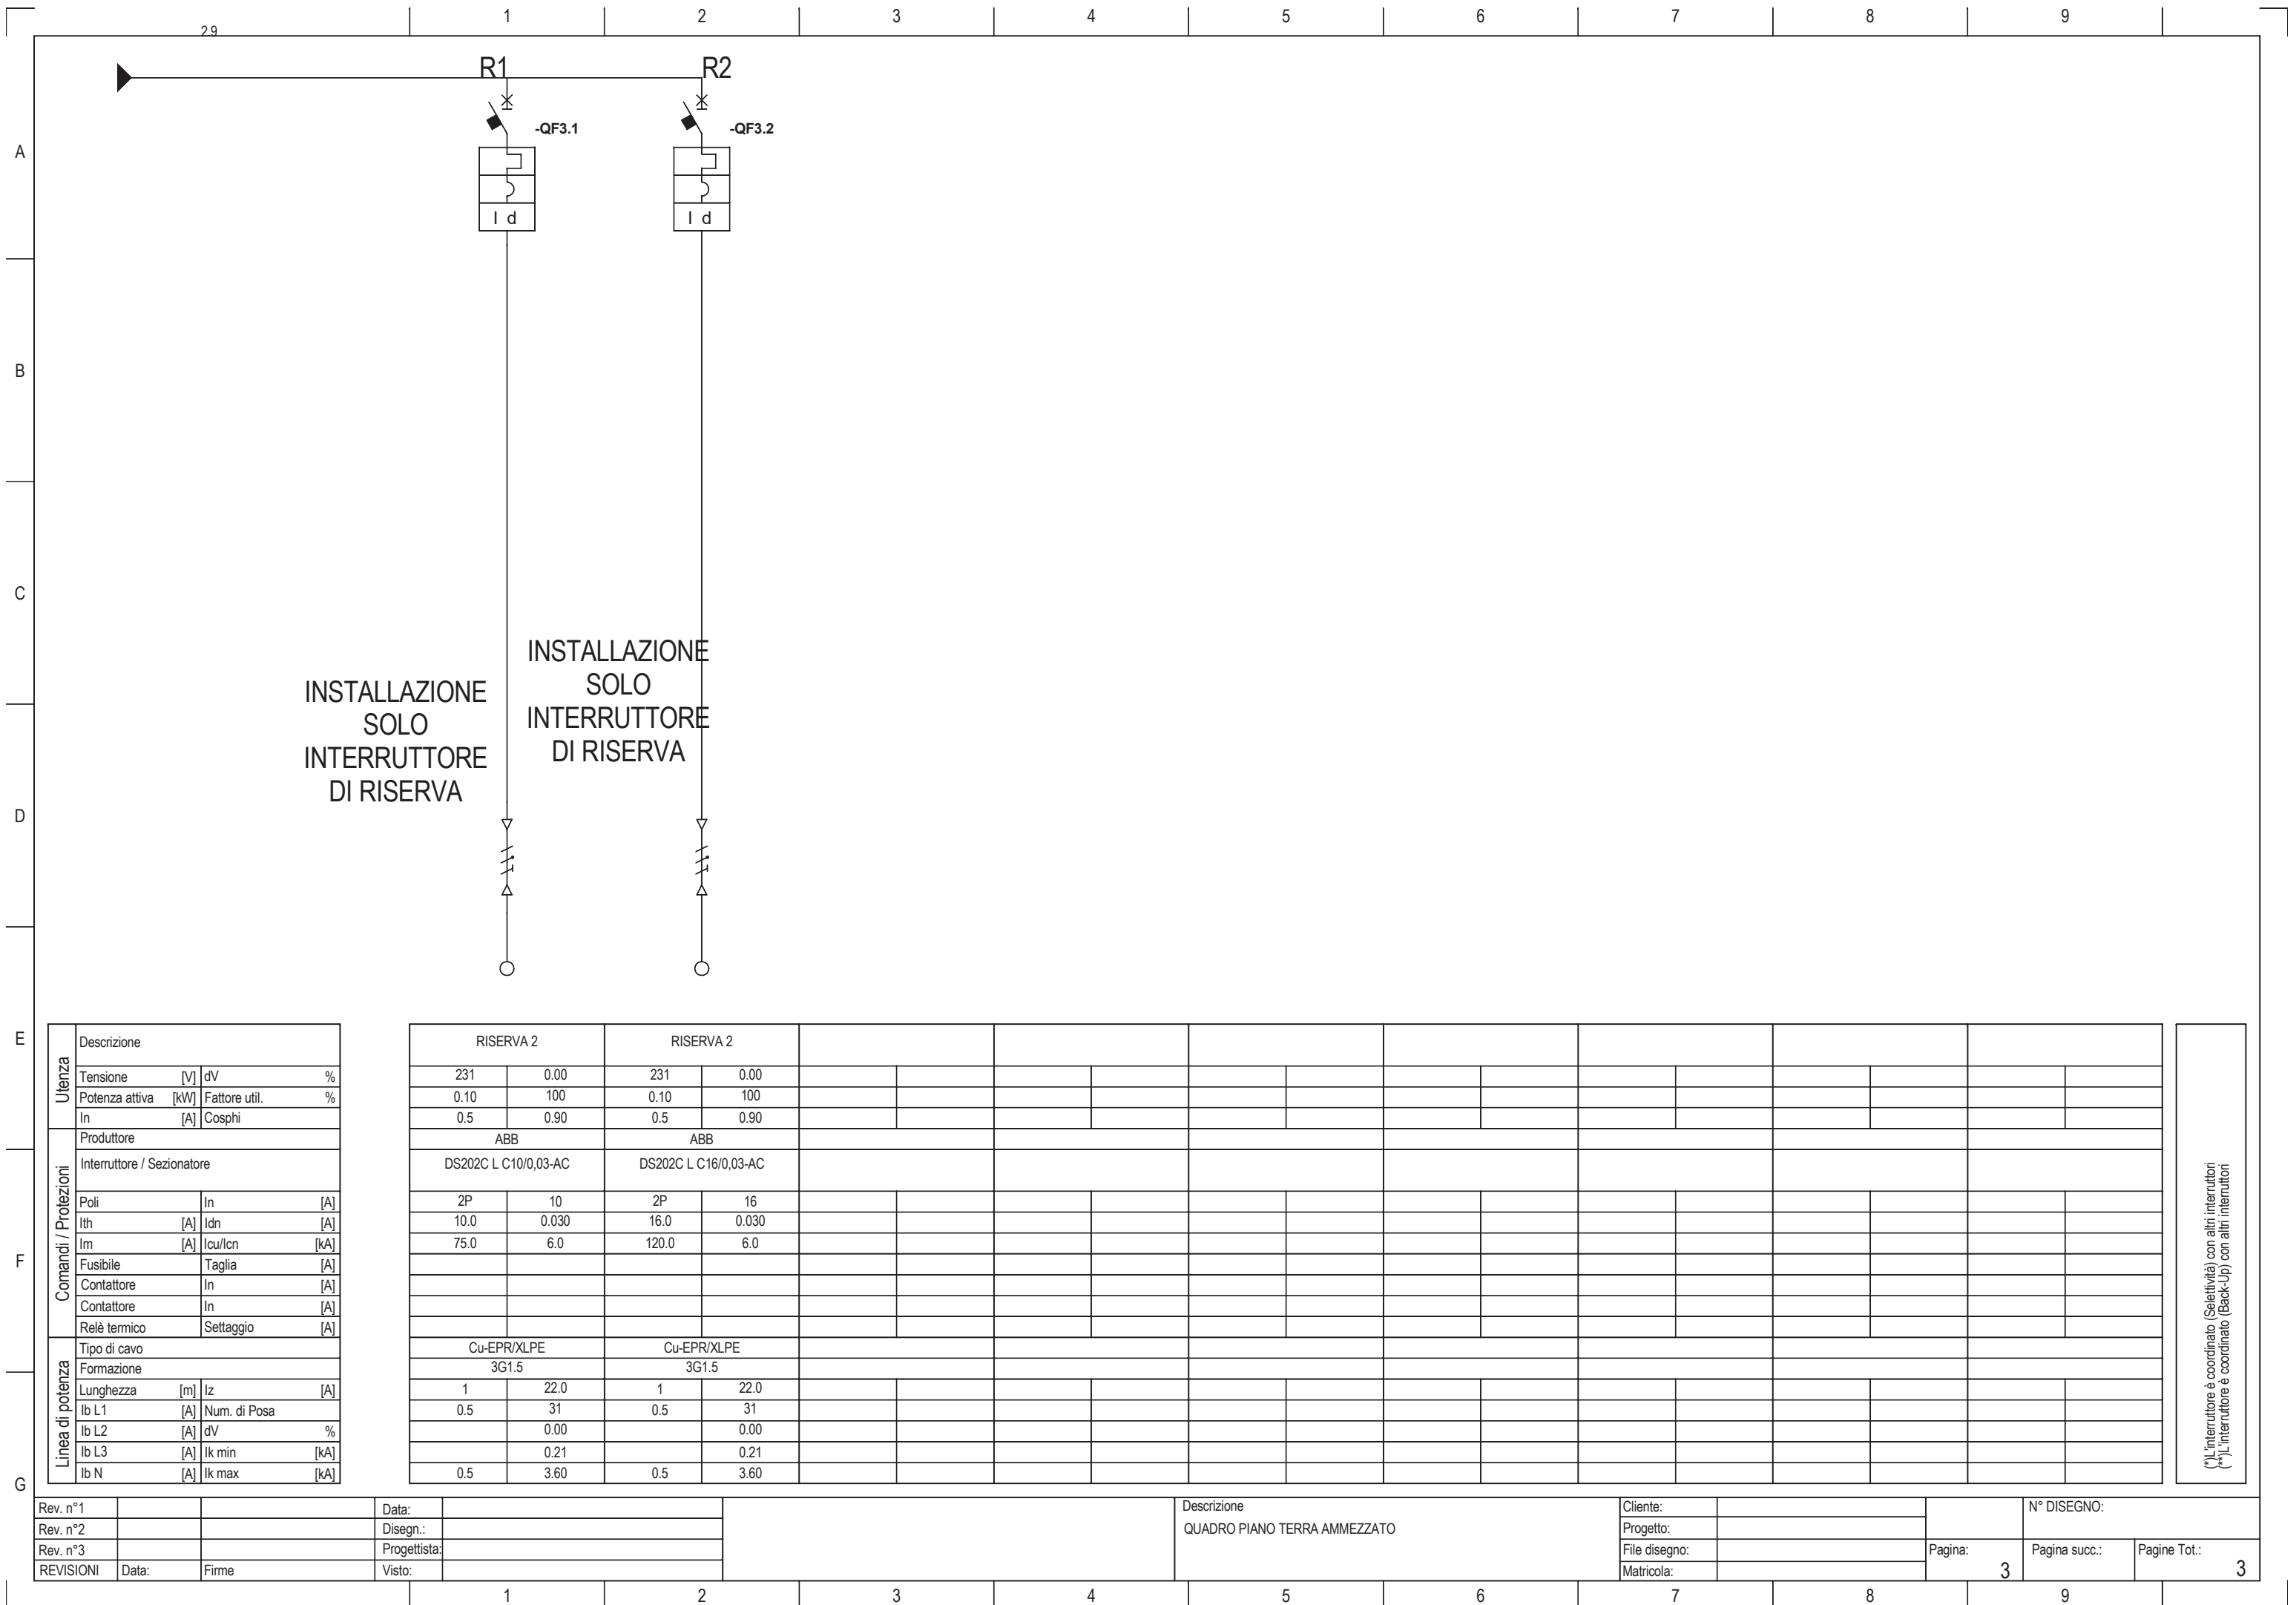 1 2 3 4 5 6 7 8 9
2.9
R1 R2
-QF3.1 -QF3.2
A
I d I d
B
C
INSTALLAZIONE
SOLO
INTERRUTTORE
DI RISERVA
INSTALLAZIONE
SOLO
INTERRUTTORE
DI RISERVA
D
E
Utenza
Descrizione RISERVA 2 RISERVA 2
Tensione [V] dV % 231 0.00 231 0.00
Potenza attiva [kW] Fattore util. % 0.10 100 0.10 100
In [A] Cosphi 0.5 0.90 0.5 0.90
Comandi / Protezioni
Produttore ABB ABB
Interruttore / Sezionatore DS202C L C10/0,03-AC DS202C L C16/0,03-AC
Poli In [A] 2P 10 2P 16
Ith [A] Idn [A] 10.0 0.030 16.0 0.030
Im [A] Icu/Icn [kA] 75.0 6.0 120.0 6.0
F
Fusibile Taglia [A]
Contattore In [A]
Contattore In [A]
Relè termico Settaggio [A]
Linea di potenza
Tipo di cavo Cu-EPR/XLPE Cu-EPR/XLPE
Formazione 3G1.5 3G1.5
Lunghezza [m] Iz [A] 1 22.0 1 22.0
Ib L1 [A] Num. di Posa 0.5 31 0.5 31
Ib L2 [A] dV % 0.00 0.00
Ib L3 [A] Ik min [kA] 0.21 0.21
Ib N [A] Ik max [kA] 0.5 3.60 0.5 3.60
G
(*)L'interruttore è coordinato (Selettività) con altri interruttori
(**)L'interruttore è coordinato (Back-Up) con altri interruttori
Rev. n°1 Data: Descrizione Cliente: N° DISEGNO:
Rev. n°2 Disegn.: QUADRO PIANO TERRA AMMEZZATO Progetto:
Rev. n°3 Progettista: File disegno: Pagina: Pagina succ.: Pagine Tot.:
REVISIONI Data: Firme Visto: Matricola: 3 3
1 2 3 4 5 6 7 8 9